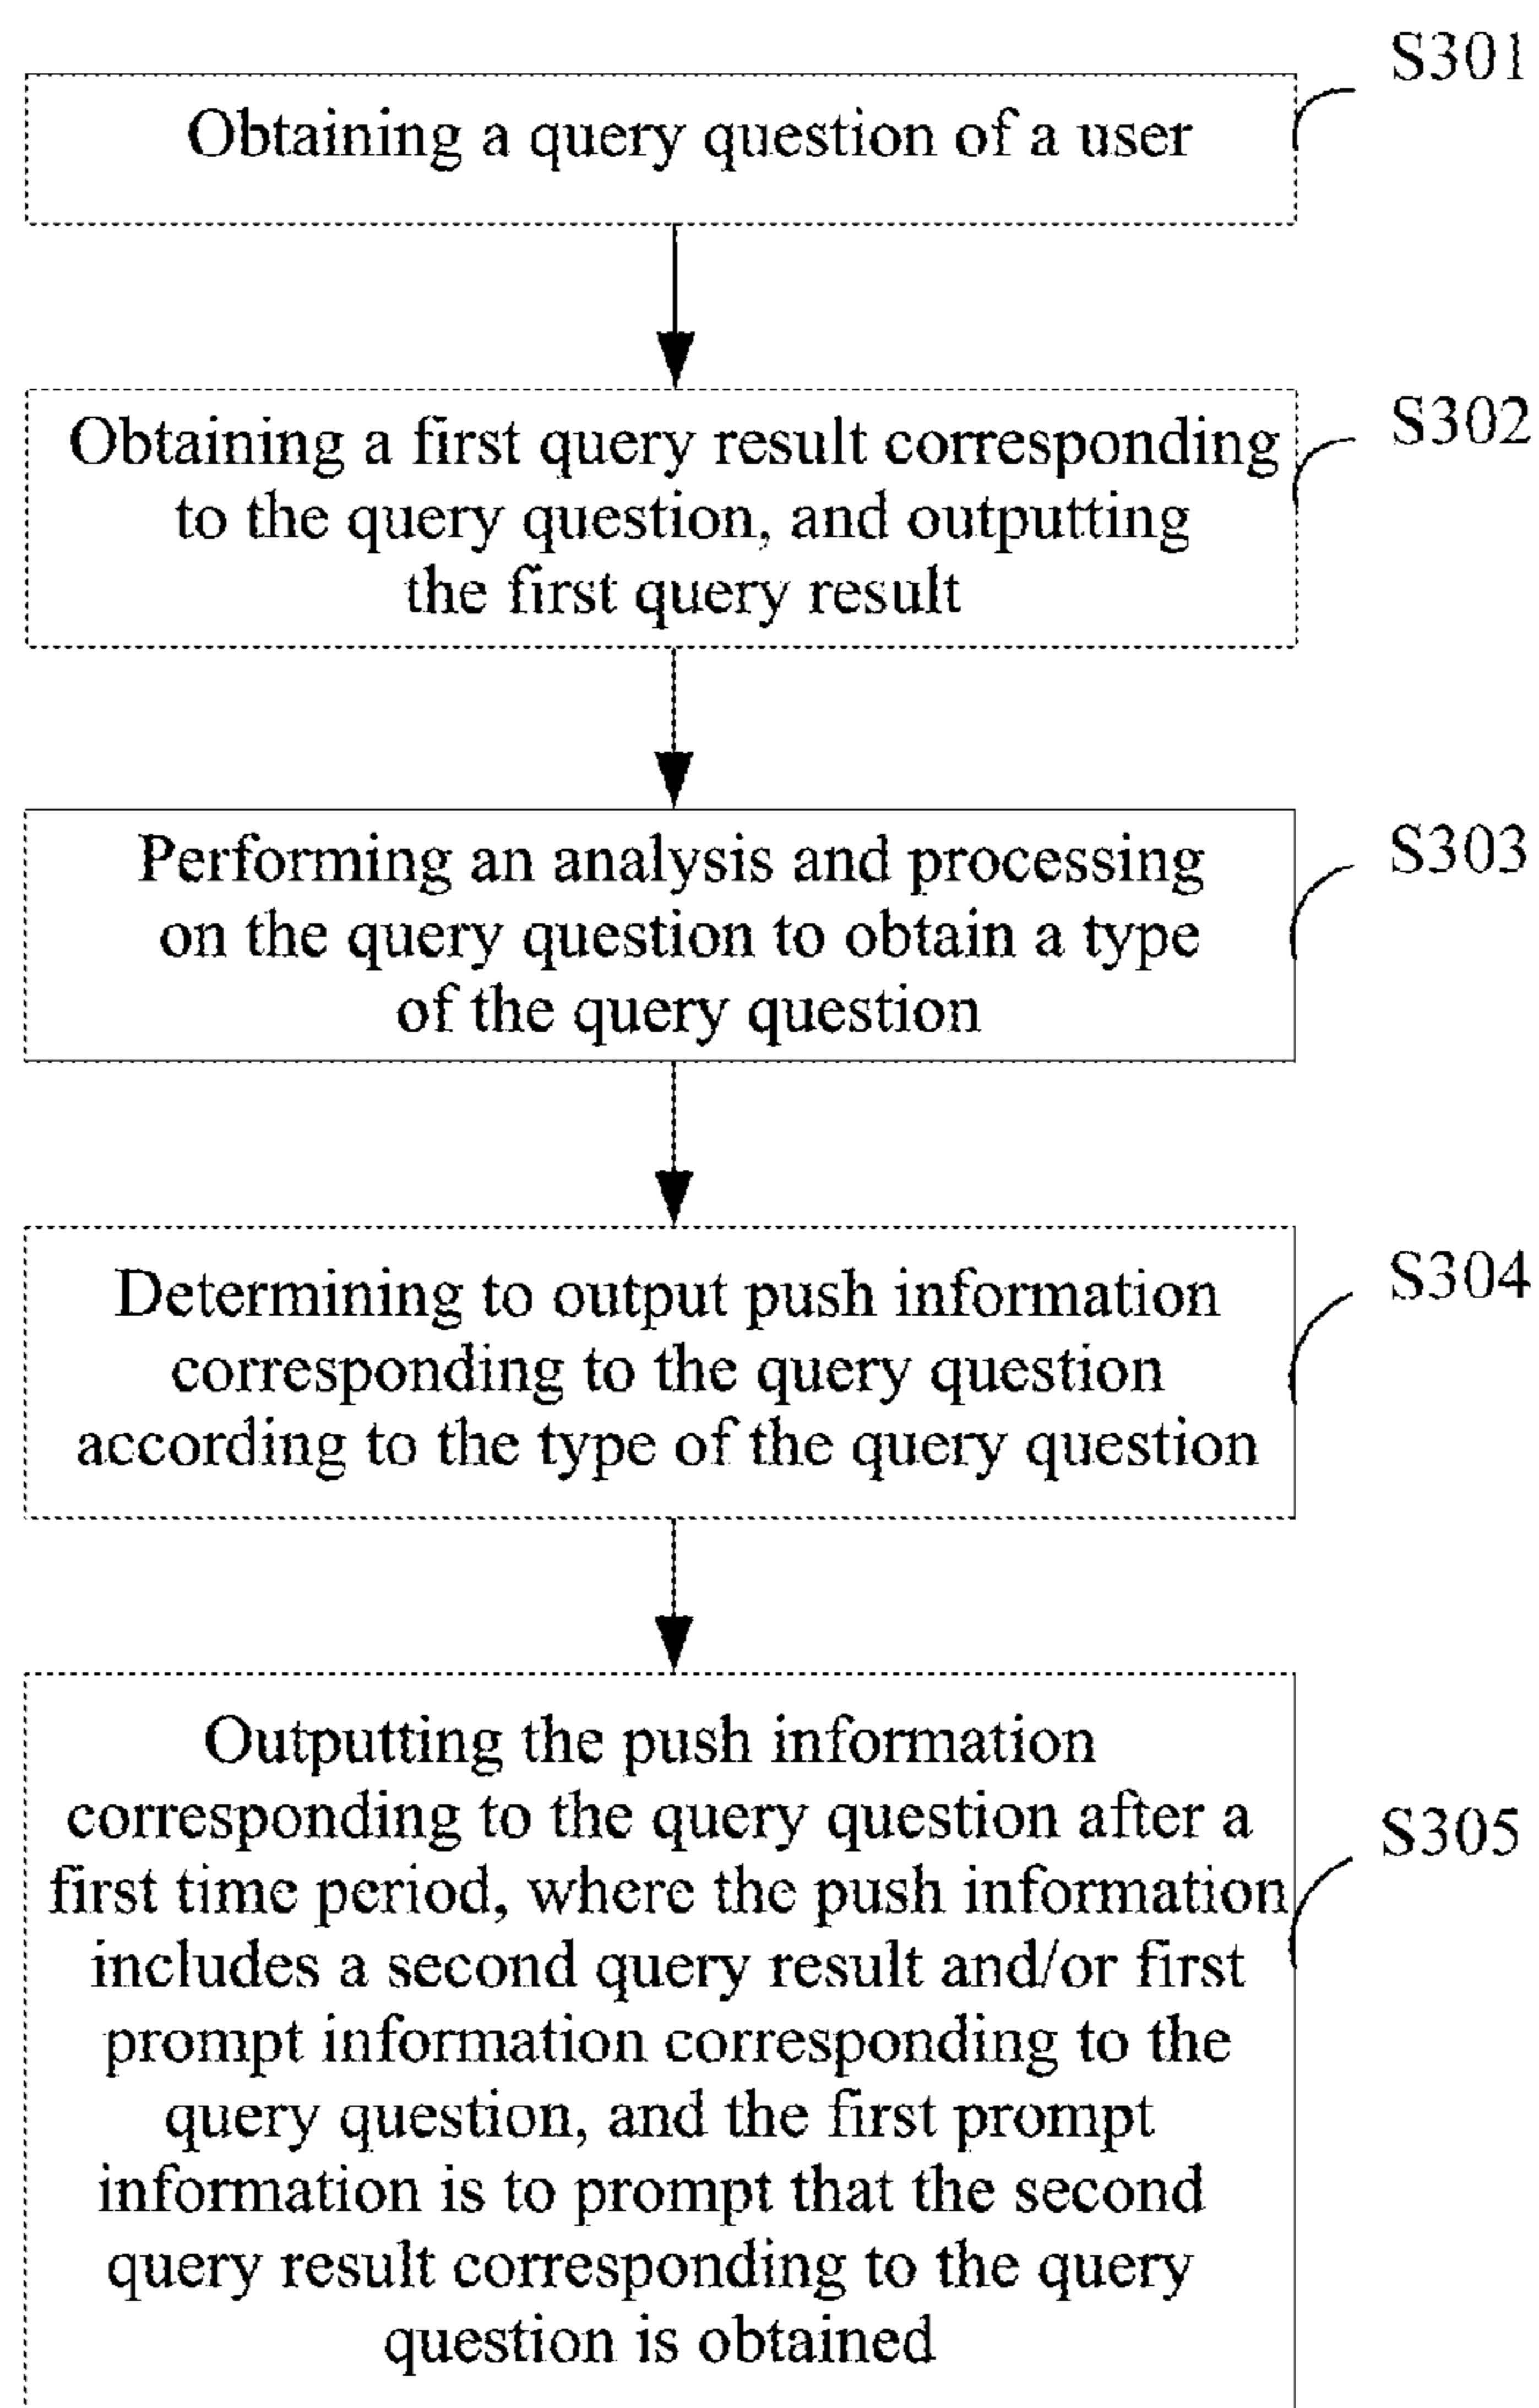 S301
Obtaining a query question of a user
S302
Obtaining a first query result corresponding
to the query question, and outputting
the first query result
S303
Performing an analysis and processing
on the query question to obtain a type
of the query question
S304
Determining to output push information
corresponding to the query question
according to the type of the query question
Outputting the push information
corresponding to the query question after a
S305
first time period, where the push information
includes a second query result and/or first
prompt information corresponding to the
query question, and the first prompt
information is to prompt that the second
query result corresponding to the query
question is obtained